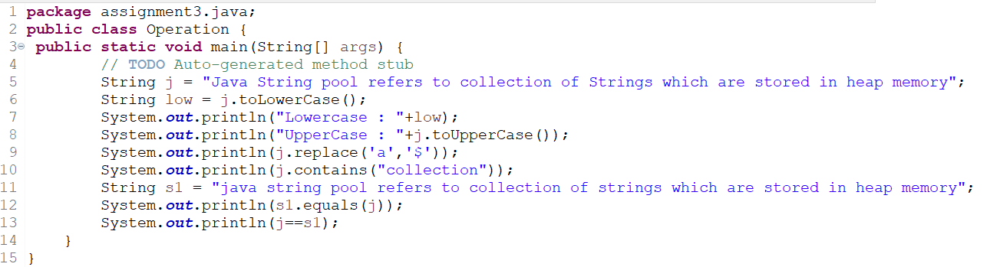 1 package assignment3.java;
2 public class Operation {
3 public static void main(String[] args) {
4 // TODO Auto-generated method stub
5 String j = "Java String pool refers to collection of Strings which are stored in heap memory";
6 String low = j.toLowerCase();
7 System.out.println("Lowercase : "+low);
8 System.out.println("UpperCase : "+j.toUpperCase());
9 System.out.println(j.replace('a','$'));
10 System.out.println(j.contains("collection"));
11 String s1 = "java string pool refers to collection of strings which are stored in heap memory";
12 System.out.println(s1.equals(j));
13 System.out.println(j==s1);
14 }
15 }